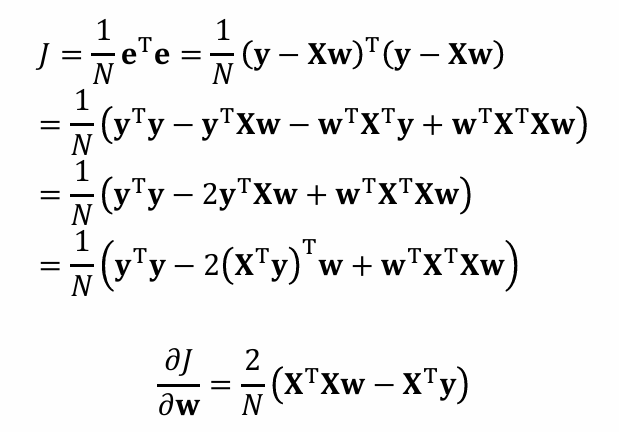 J = 1/N 𝐞ᵀ𝐞 = 1/N (𝐲 − 𝐗𝐰)ᵀ(𝐲 − 𝐗𝐰)
= 1/N (𝐲ᵀ𝐲 − 𝐲ᵀ𝐗𝐰 − 𝐰ᵀ𝐗ᵀ𝐲 + 𝐰ᵀ𝐗ᵀ𝐗𝐰)
= 1/N (𝐲ᵀ𝐲 − 2𝐲ᵀ𝐗𝐰 + 𝐰ᵀ𝐗ᵀ𝐗𝐰)
= 1/N (𝐲ᵀ𝐲 − 2(𝐗ᵀ𝐲)ᵀ𝐰 + 𝐰ᵀ𝐗ᵀ𝐗𝐰)
∂J/∂𝐰 = 2/N (𝐗ᵀ𝐗𝐰 − 𝐗ᵀ𝐲)